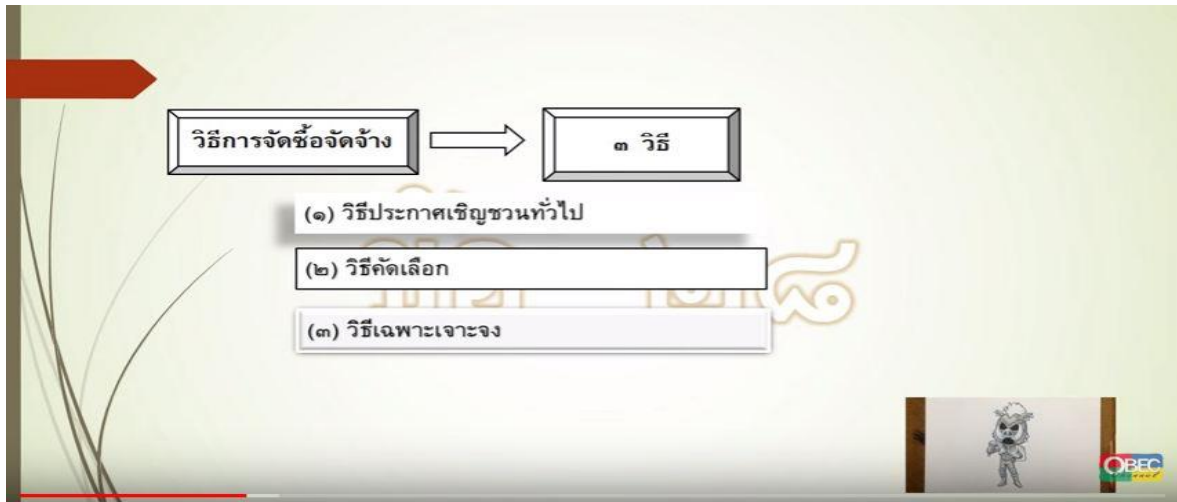 วิธีการจัดซื้อจัดจ้าง
๓ วิธี
(๑) วิธีประกาศเชิญชวนทั่วไป
(๒) วิธีคัดเลือก
(๓) วิธีเฉพาะเจาะจง
๒๘
OBEC